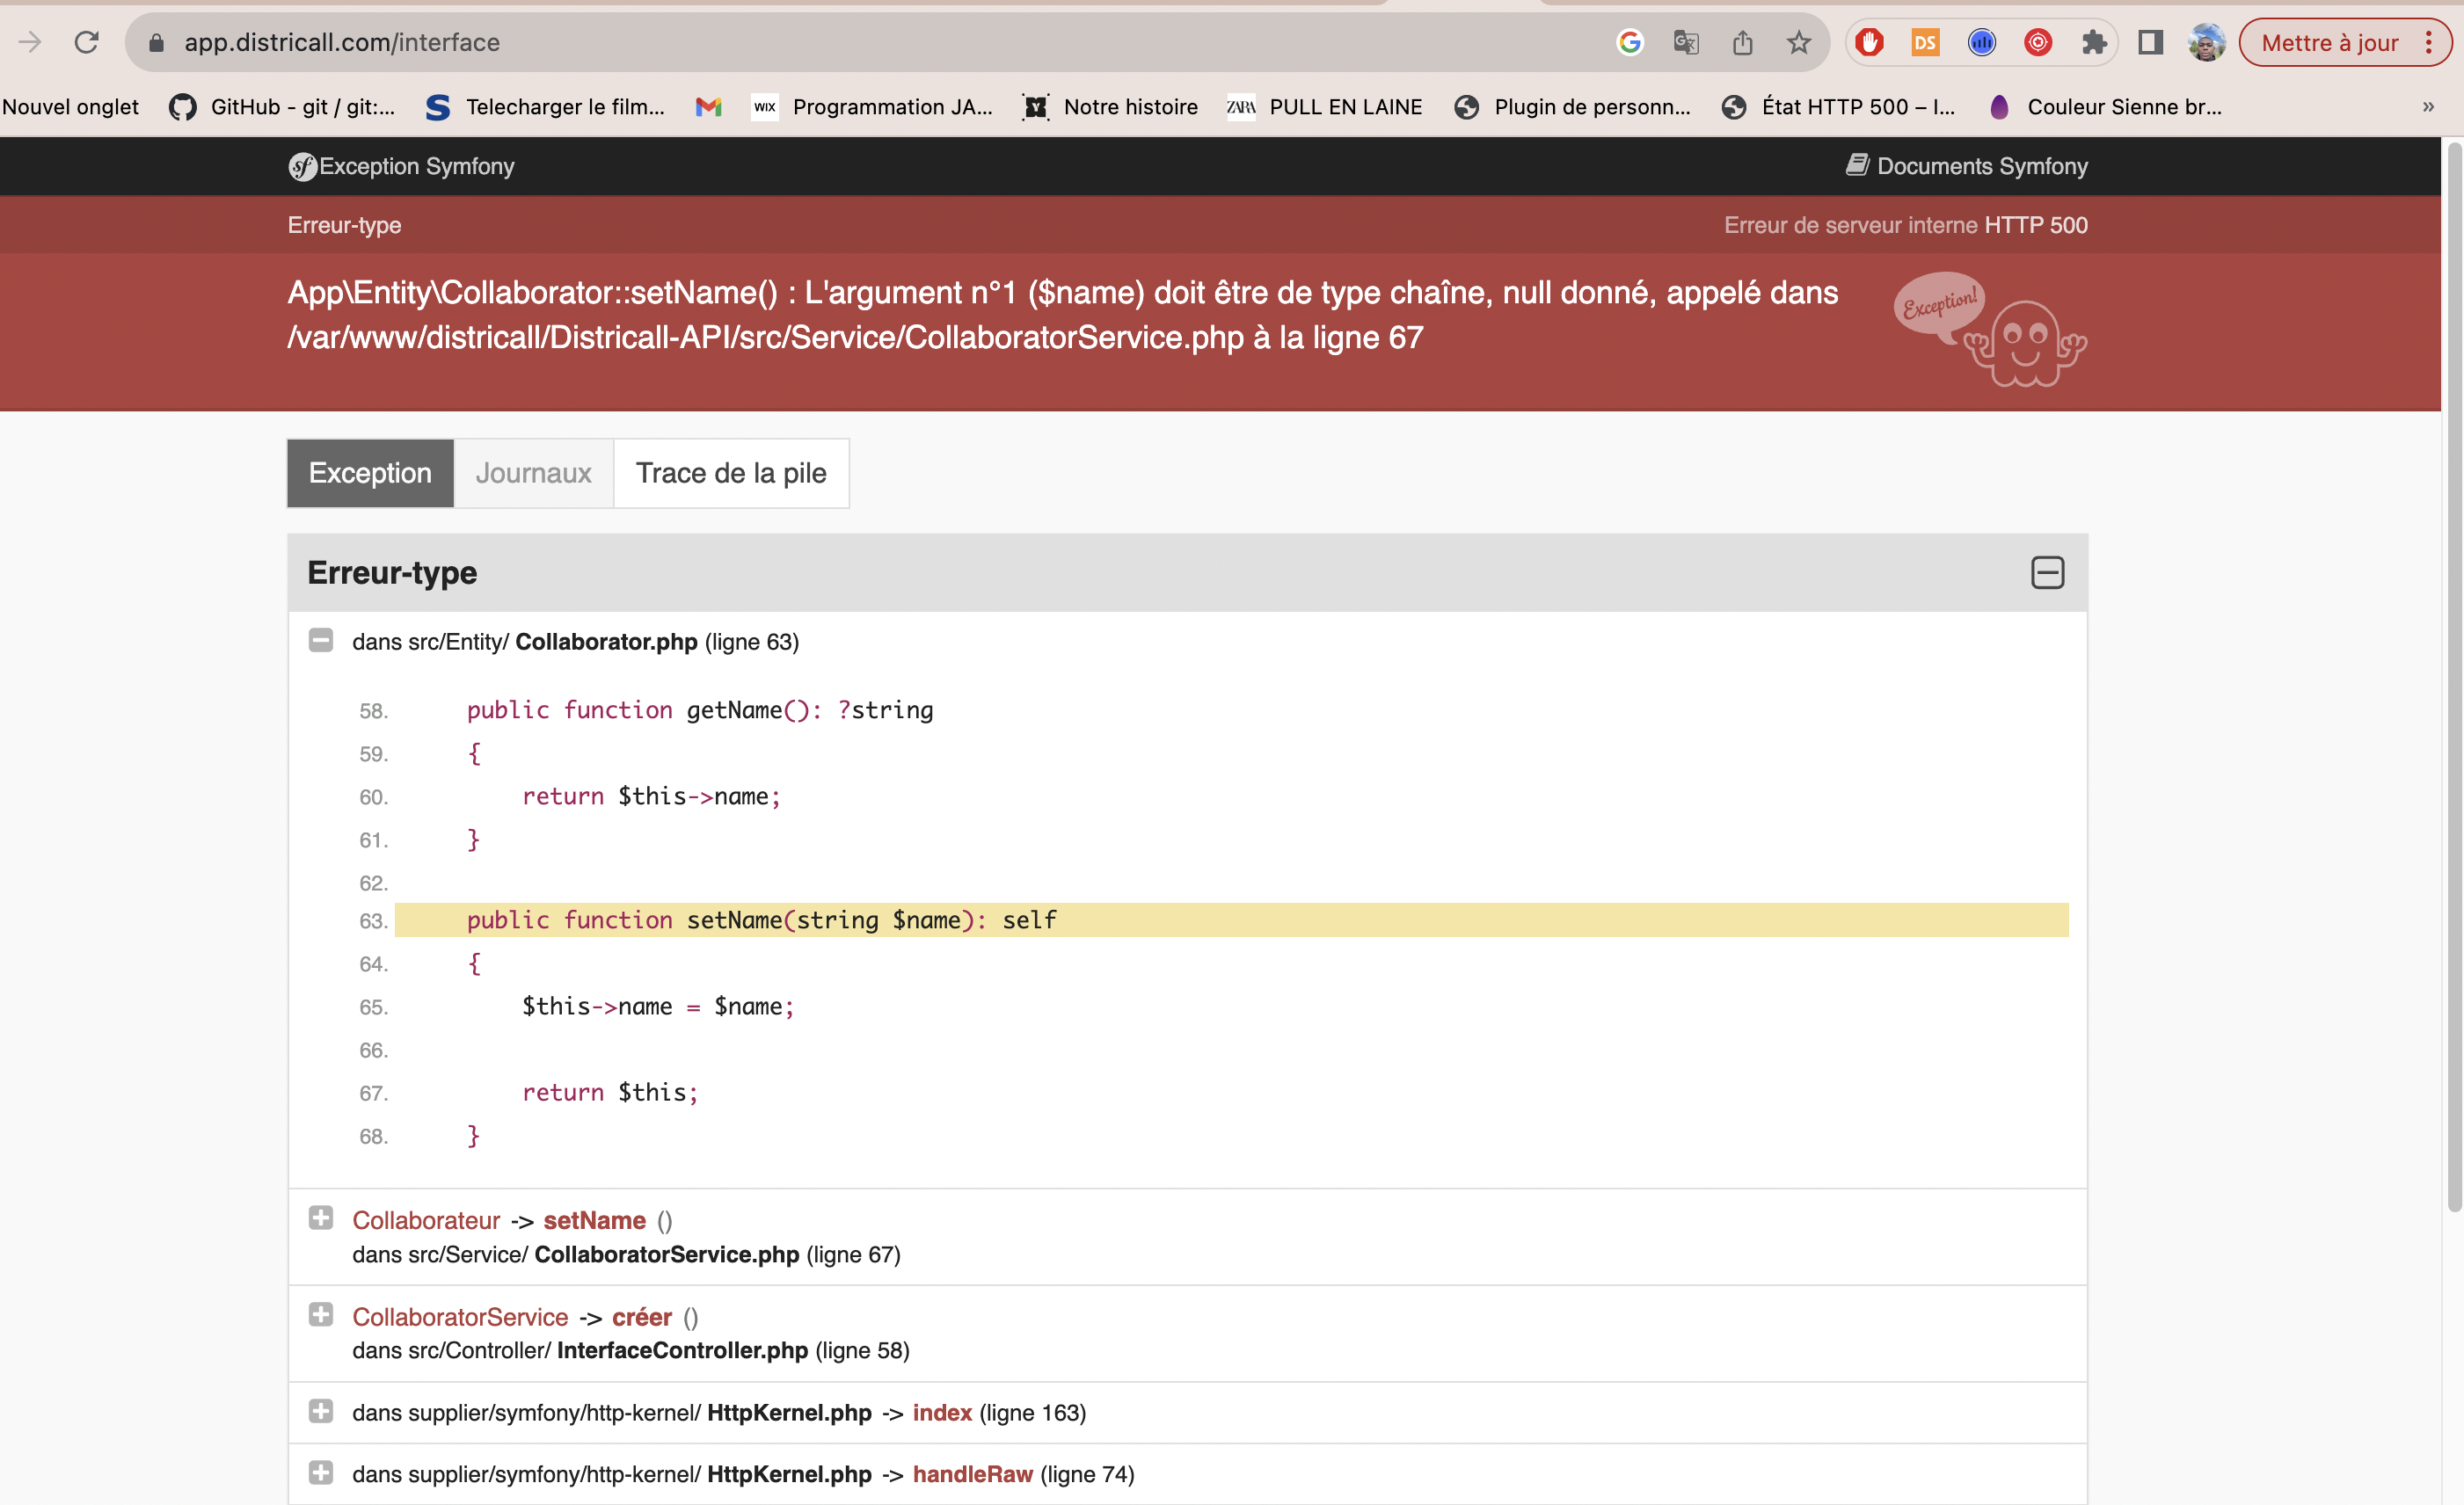 app.districall.com/interface
DS
Mettre à jour
Nouvel onglet
GitHub - git / git:...
S
Telecharger le film...
WIX
Programmation JA...
Notre histoire
ZARA
PULL EN LAINE
Plugin de personn...
État HTTP 500 – I...
Couleur Sienne br...
»
sf Exception Symfony
Documents Symfony
Erreur-type
Erreur de serveur interne HTTP 500
App\Entity\Collaborator::setName() : L'argument n°1 ($name) doit être de type chaîne, null donné, appelé dans
/var/www/districall/Districall-API/src/Service/CollaboratorService.php à la ligne 67
Exception!
Exception
Journaux
Trace de la pile
Erreur-type
dans src/Entity/ Collaborator.php (ligne 63)
58. public function getName(): ?string
59. {
60. return $this->name;
61. }
62.
63. public function setName(string $name): self
64. {
65. $this->name = $name;
66.
67. return $this;
68. }
Collaborateur -> setName ()
dans src/Service/ CollaboratorService.php (ligne 67)
CollaboratorService -> créer ()
dans src/Controller/ InterfaceController.php (ligne 58)
dans supplier/symfony/http-kernel/ HttpKernel.php -> index (ligne 163)
dans supplier/symfony/http-kernel/ HttpKernel.php -> handleRaw (ligne 74)